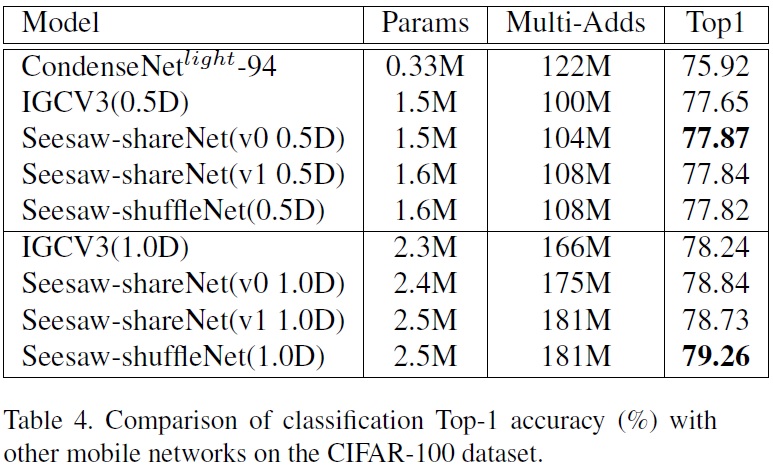 Model Params Multi-Adds Top1
CondenseNet^light-94 0.33M 122M 75.92
IGCV3(0.5D) 1.5M 100M 77.65
Seesaw-shareNet(v0 0.5D) 1.5M 104M 77.87
Seesaw-shareNet(v1 0.5D) 1.6M 108M 77.84
Seesaw-shuffleNet(0.5D) 1.6M 108M 77.82
IGCV3(1.0D) 2.3M 166M 78.24
Seesaw-shareNet(v0 1.0D) 2.4M 175M 78.84
Seesaw-shareNet(v1 1.0D) 2.5M 181M 78.73
Seesaw-shuffleNet(1.0D) 2.5M 181M 79.26
Table 4. Comparison of classification Top-1 accuracy (%) with
other mobile networks on the CIFAR-100 dataset.